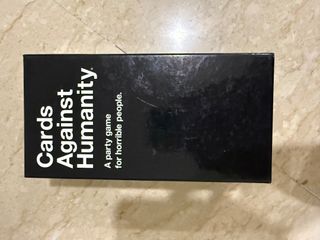 Cards
Against
Humanity.
A party game
for horrible people.